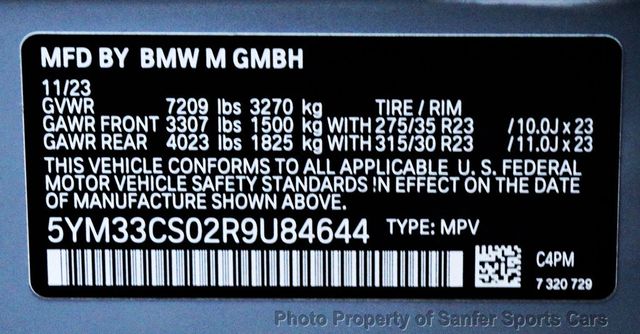 MFD BY BMW M GMBH
11/23
GVWR 7209 lbs 3270 kg TIRE / RIM
GAWR FRONT 3307 lbs 1500 kg WITH 275/35 R23 /10.0J x 23
GAWR REAR 4023 lbs 1825 kg WITH 315/30 R23 /11.0J x 23
THIS VEHICLE CONFORMS TO ALL APPLICABLE U. S. FEDERAL
MOTOR VEHICLE SAFETY STANDARDS IN EFFECT ON THE DATE
OF MANUFACTURE SHOWN ABOVE.
5YM33CS02R9U84644 TYPE: MPV
C4PM
7 320 729
Photo Property of Sanfer Sports Cars